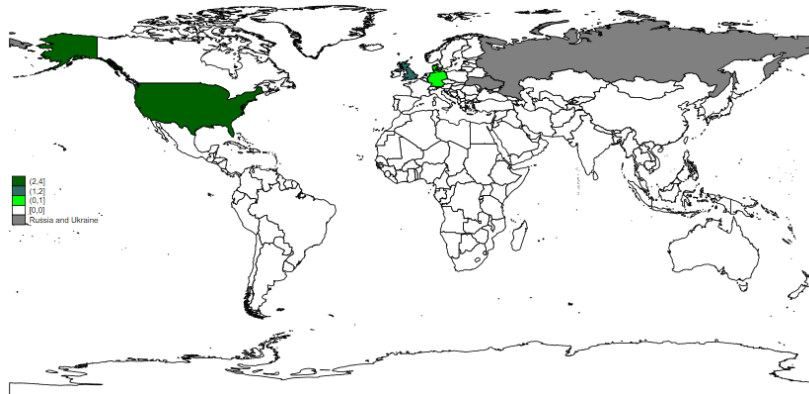 (2,4]
(1,2]
(0,1]
[0,0]
Russia and Ukraine